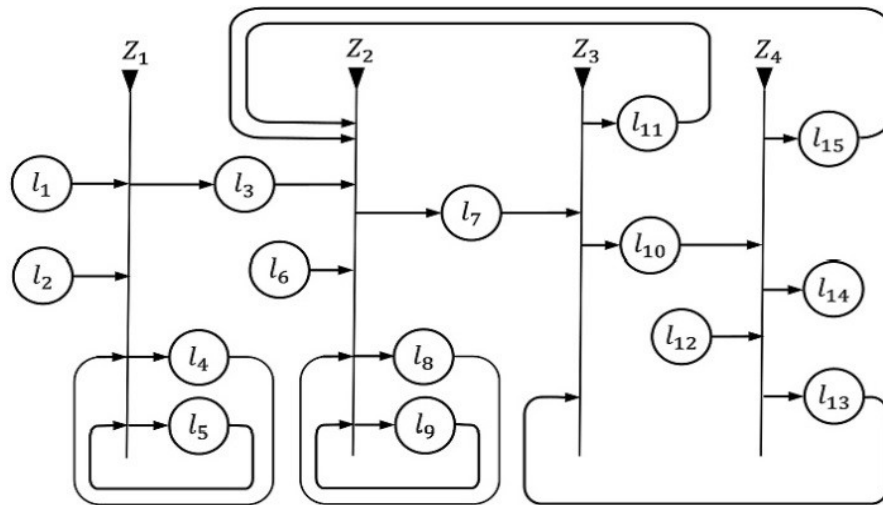 Z₁ Z₂ Z₃ Z₄
l₁₁
l₁₅
l₁ l₃
l₇
l₂ l₆
l₁₀
l₁₄
l₁₂
l₄ l₈
l₁₃
l₅ l₉